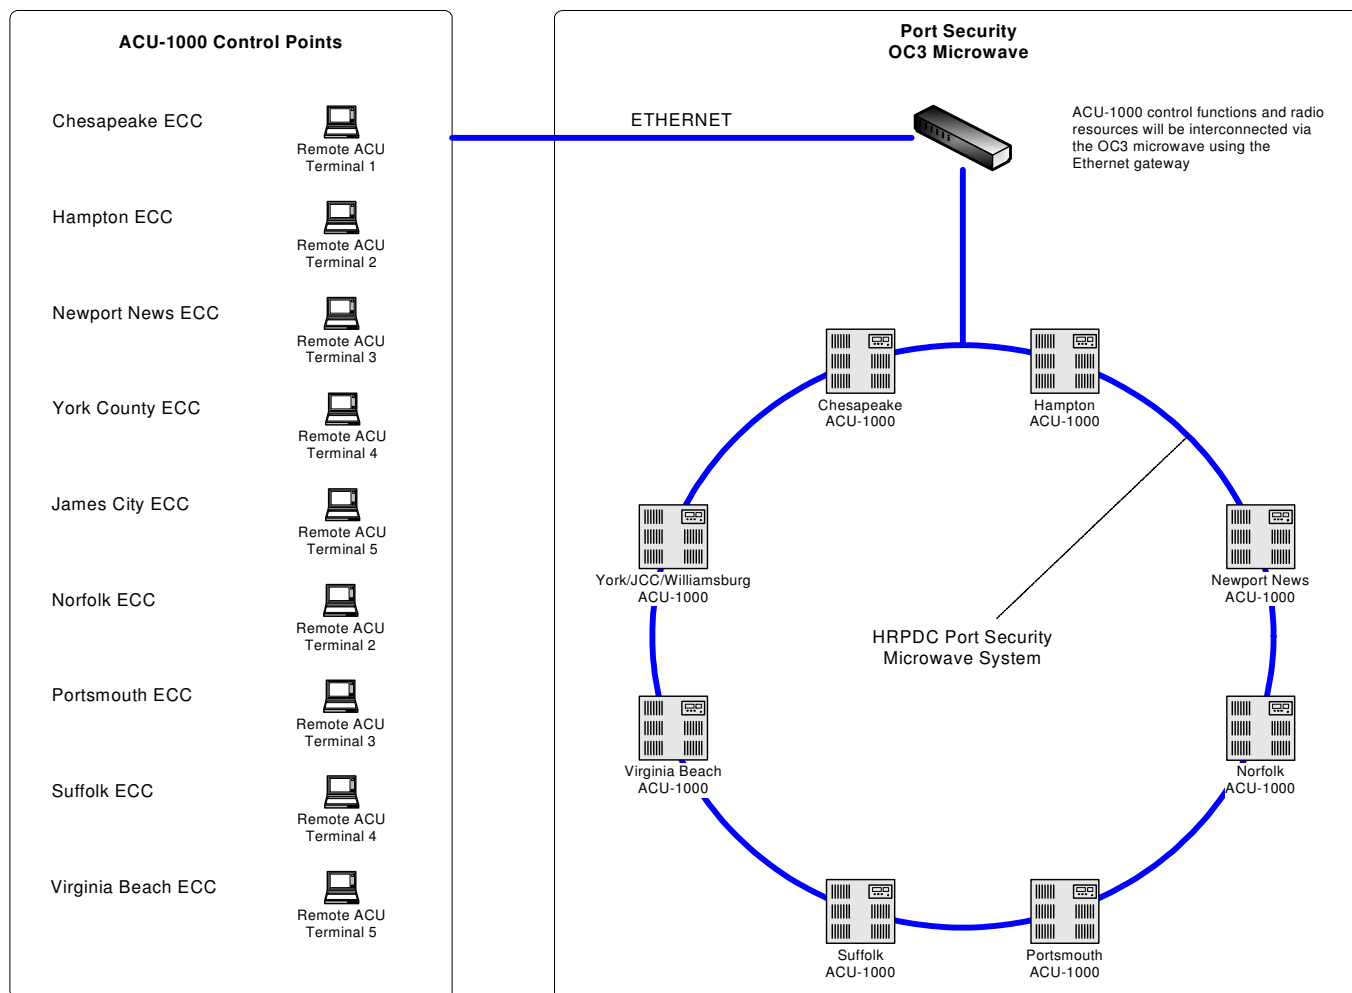 ACU-1000 Control Points
Chesapeake ECC
Remote ACU
Terminal 1
Hampton ECC
Remote ACU
Terminal 2
Newport News ECC
Remote ACU
Terminal 3
York County ECC
Remote ACU
Terminal 4
James City ECC
Remote ACU
Terminal 5
Norfolk ECC
Remote ACU
Terminal 2
Portsmouth ECC
Remote ACU
Terminal 3
Suffolk ECC
Remote ACU
Terminal 4
Virginia Beach ECC
Remote ACU
Terminal 5
ETHERNET
Port Security
OC3 Microwave
ACU-1000 control functions and radio
resources will be interconnected via
the OC3 microwave using the
Ethernet gateway
Chesapeake
ACU-1000
Hampton
ACU-1000
York/JCC/Williamsburg
ACU-1000
Newport News
ACU-1000
HRPDC Port Security
Microwave System
Virginia Beach
ACU-1000
Norfolk
ACU-1000
Suffolk
ACU-1000
Portsmouth
ACU-1000